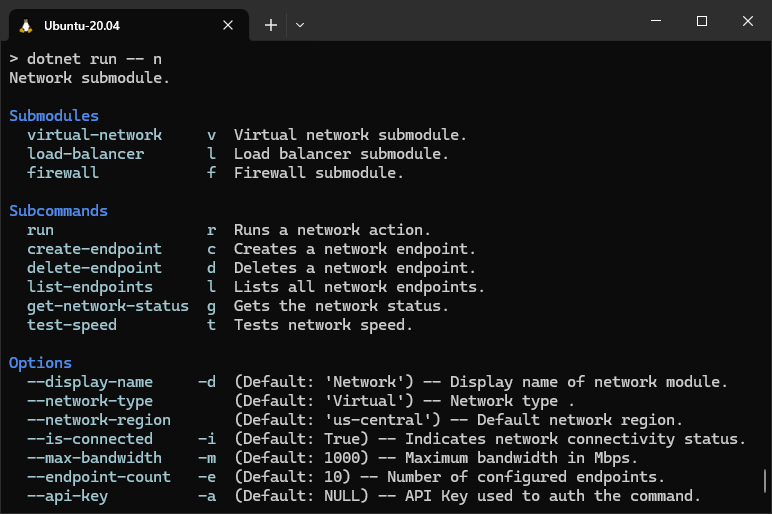 Ubuntu-20.04
> dotnet run -- n
Network submodule.
Submodules
virtual-network v Virtual network submodule.
load-balancer l Load balancer submodule.
firewall f Firewall submodule.
Subcommands
run r Runs a network action.
create-endpoint c Creates a network endpoint.
delete-endpoint d Deletes a network endpoint.
list-endpoints l Lists all network endpoints.
get-network-status g Gets the network status.
test-speed t Tests network speed.
Options
--display-name -d (Default: 'Network') -- Display name of network module.
--network-type (Default: 'Virtual') -- Network type .
--network-region (Default: 'us-central') -- Default network region.
--is-connected -i (Default: True) -- Indicates network connectivity status.
--max-bandwidth -m (Default: 1000) -- Maximum bandwidth in Mbps.
--endpoint-count -e (Default: 10) -- Number of configured endpoints.
--api-key -a (Default: NULL) -- API Key used to auth the command.